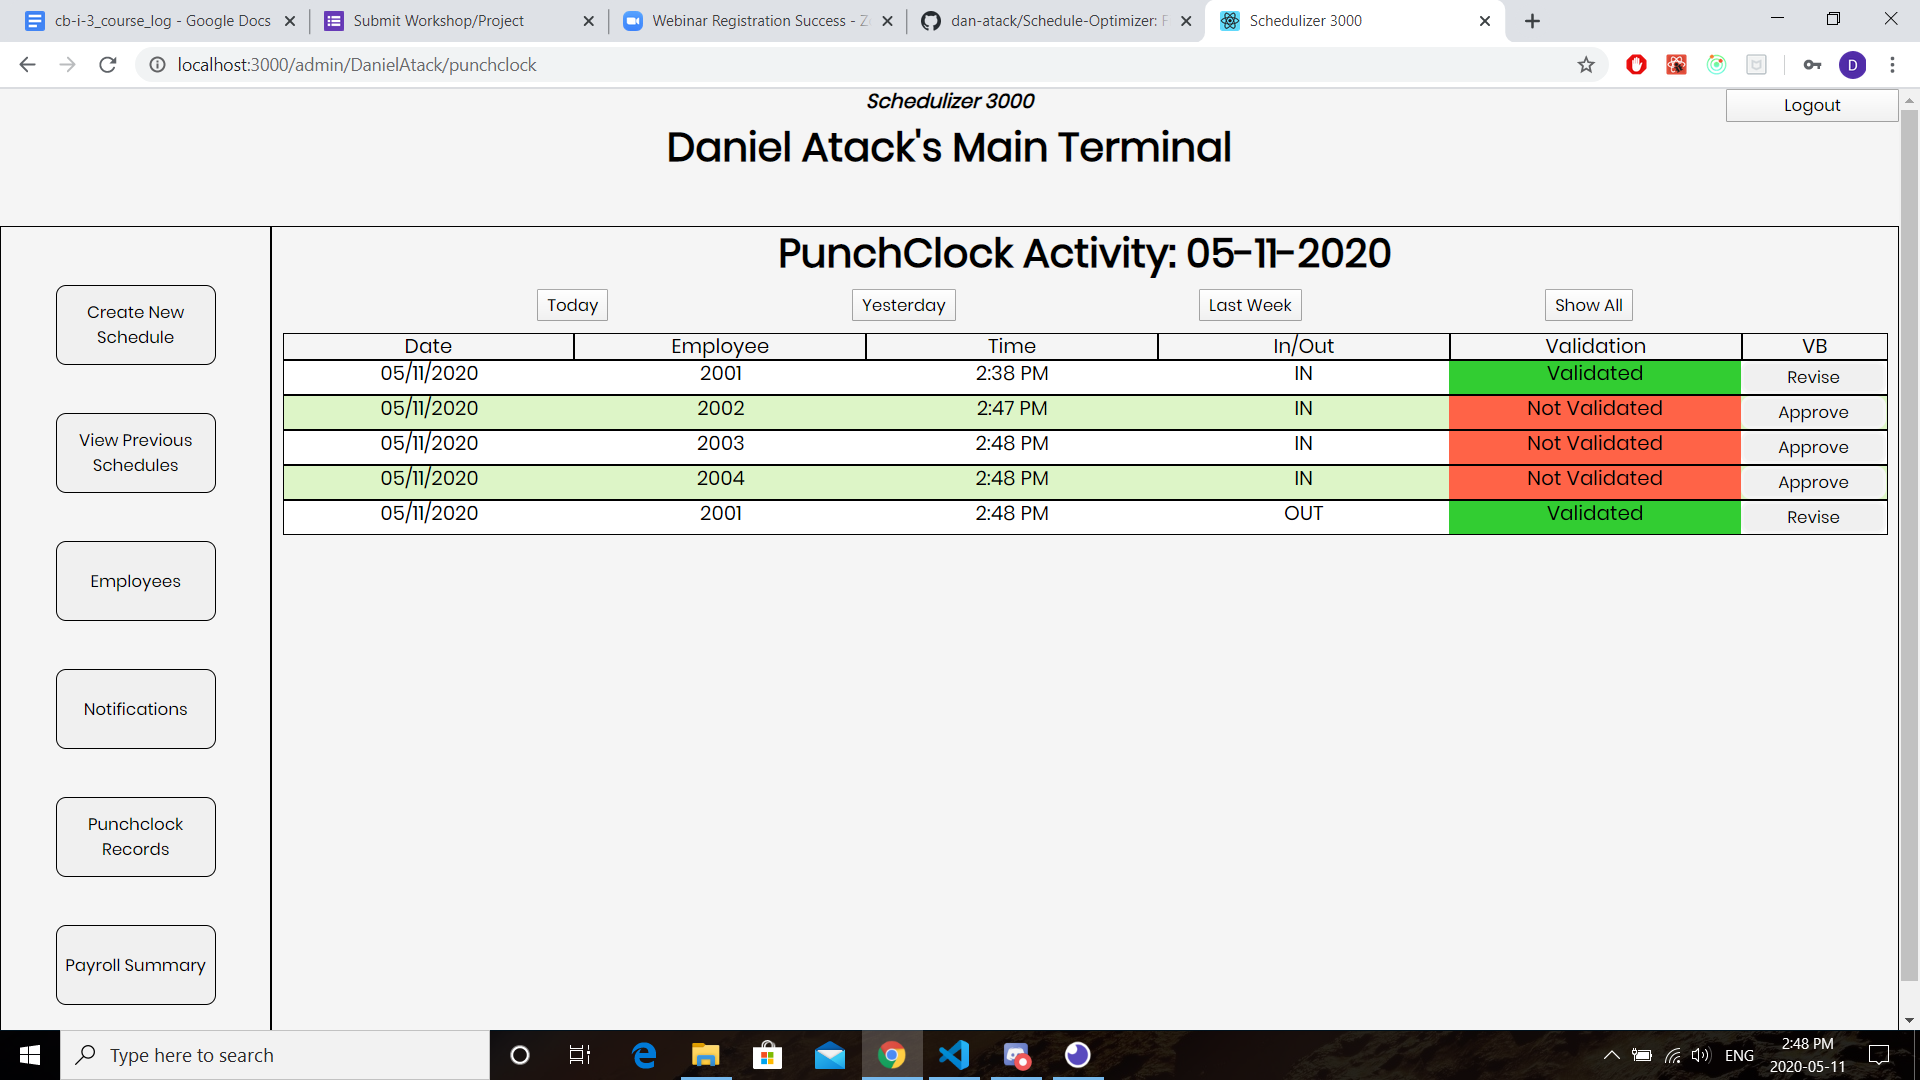 cb-i-3_course_log - Google Docs
Submit Workshop/Project
Webinar Registration Success - Z
dan-atack/Schedule-Optimizer: F
Schedulizer 3000
localhost:3000/admin/DanielAtack/punchclock
D
Schedulizer 3000
Logout
Daniel Atack's Main Terminal
PunchClock Activity: 05-11-2020
Today Yesterday Last Week Show All
Date Employee Time In/Out Validation VB
05/11/2020 2001 2:38 PM IN Validated Revise
05/11/2020 2002 2:47 PM IN Not Validated Approve
05/11/2020 2003 2:48 PM IN Not Validated Approve
05/11/2020 2004 2:48 PM IN Not Validated Approve
05/11/2020 2001 2:48 PM OUT Validated Revise
Create New
Schedule
View Previous
Schedules
Employees
Notifications
Punchclock
Records
Payroll Summary
Type here to search
ENG
2:48 PM
2020-05-11